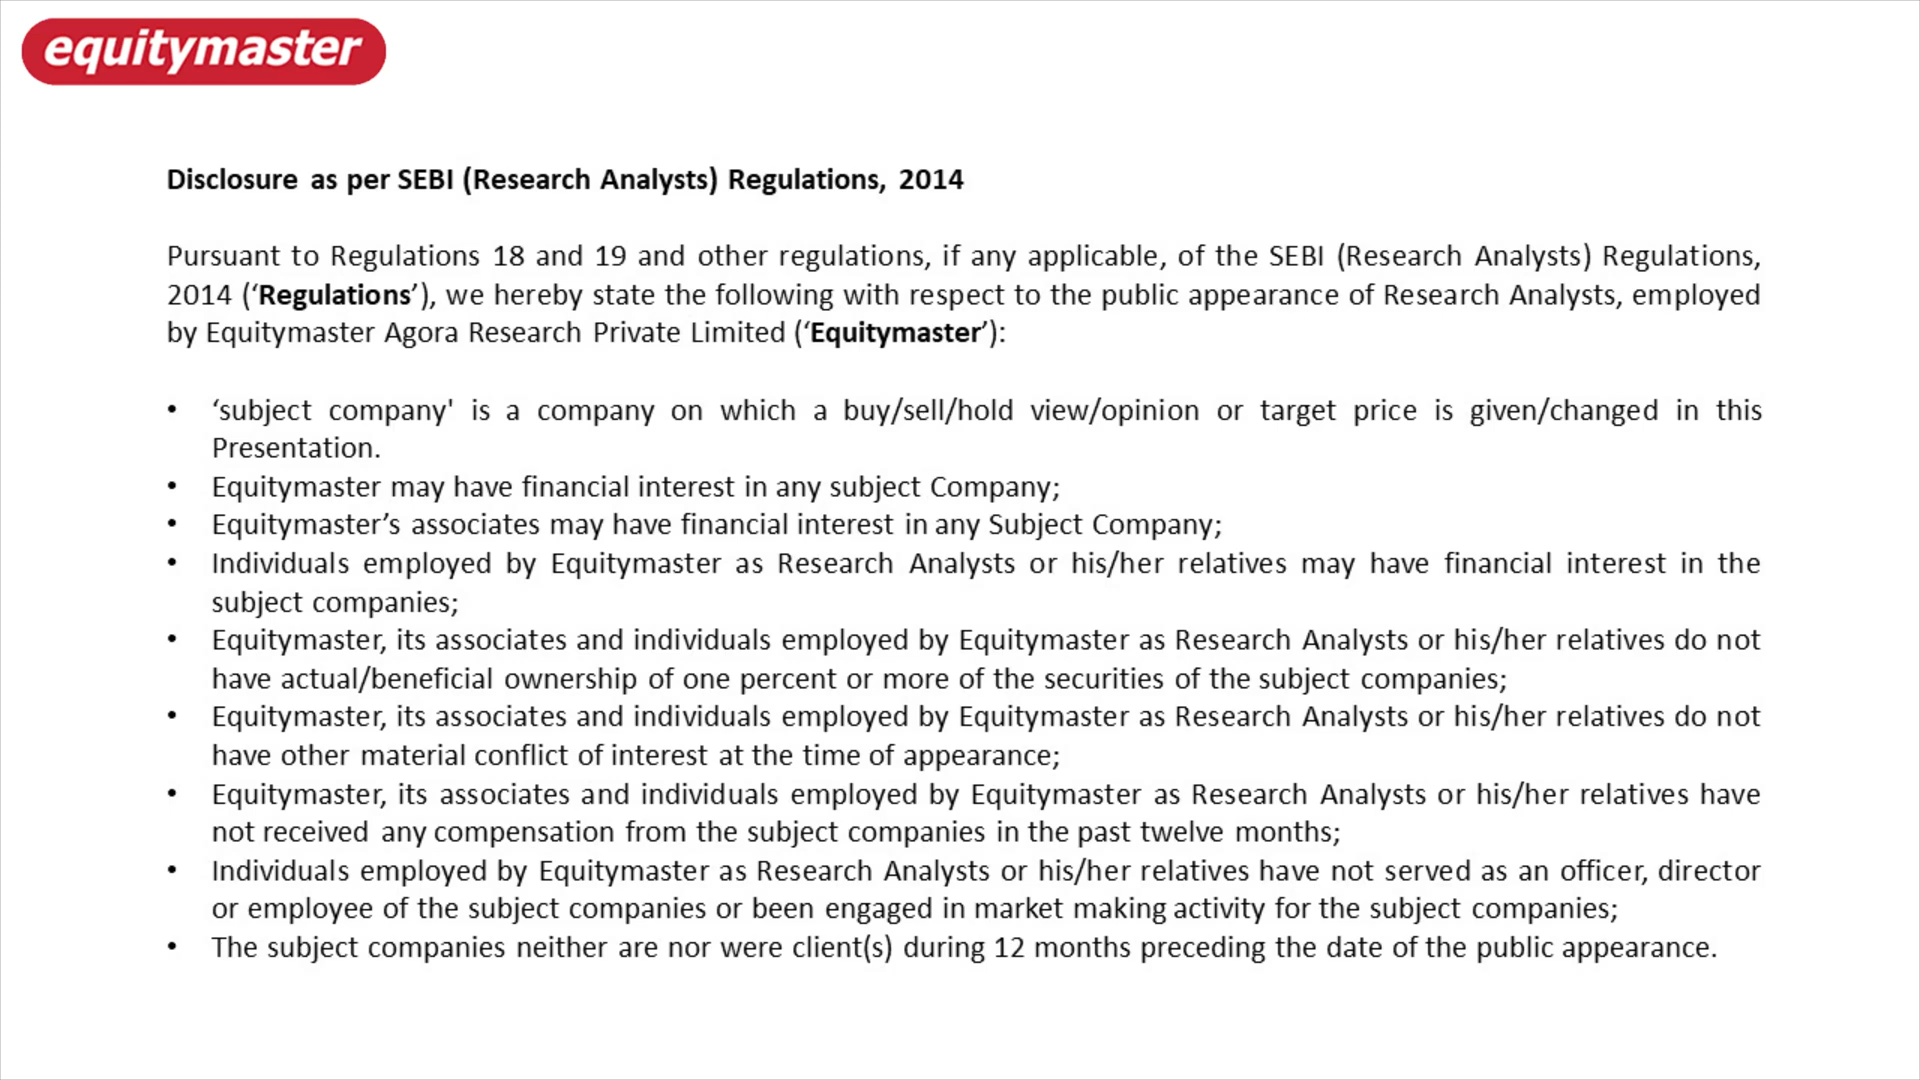 equitymaster
Disclosure as per SEBI (Research Analysts) Regulations, 2014
Pursuant to Regulations 18 and 19 and other regulations, if any applicable, of the SEBI (Research Analysts) Regulations,
2014 (‘Regulations’), we hereby state the following with respect to the public appearance of Research Analysts, employed
by Equitymaster Agora Research Private Limited (‘Equitymaster’):
• ‘subject company' is a company on which a buy/sell/hold view/opinion or target price is given/changed in this
Presentation.
• Equitymaster may have financial interest in any subject Company;
• Equitymaster’s associates may have financial interest in any Subject Company;
• Individuals employed by Equitymaster as Research Analysts or his/her relatives may have financial interest in the
subject companies;
• Equitymaster, its associates and individuals employed by Equitymaster as Research Analysts or his/her relatives do not
have actual/beneficial ownership of one percent or more of the securities of the subject companies;
• Equitymaster, its associates and individuals employed by Equitymaster as Research Analysts or his/her relatives do not
have other material conflict of interest at the time of appearance;
• Equitymaster, its associates and individuals employed by Equitymaster as Research Analysts or his/her relatives have
not received any compensation from the subject companies in the past twelve months;
• Individuals employed by Equitymaster as Research Analysts or his/her relatives have not served as an officer, director
or employee of the subject companies or been engaged in market making activity for the subject companies;
• The subject companies neither are nor were client(s) during 12 months preceding the date of the public appearance.